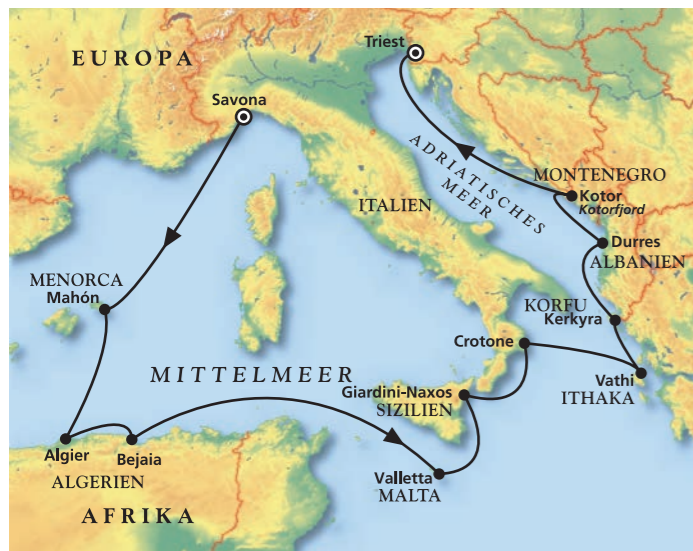 EUROPA
Triest
Savona
ADRIATISCHES
MEER
MONTENEGRO
Kotor
Kotorfjord
ITALIEN
Durres
ALBANIEN
MENORCA
Mahón
KORFU
Kerkyra
Crotone
MITTELMEER
Giardini-Naxos
SIZILIEN
Vathi
ITHAKA
Algier
Bejaia
ALGERIEN
Valletta
MALTA
AFRIKA